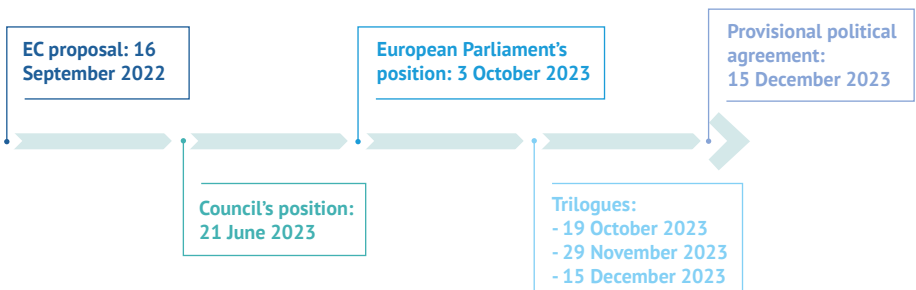 EC proposal: 16
September 2022
Council's position:
21 June 2023
European Parliament's
position: 3 October 2023
Trilogues:
- 19 October 2023
- 29 November 2023
- 15 December 2023
Provisional political
agreement:
15 December 2023